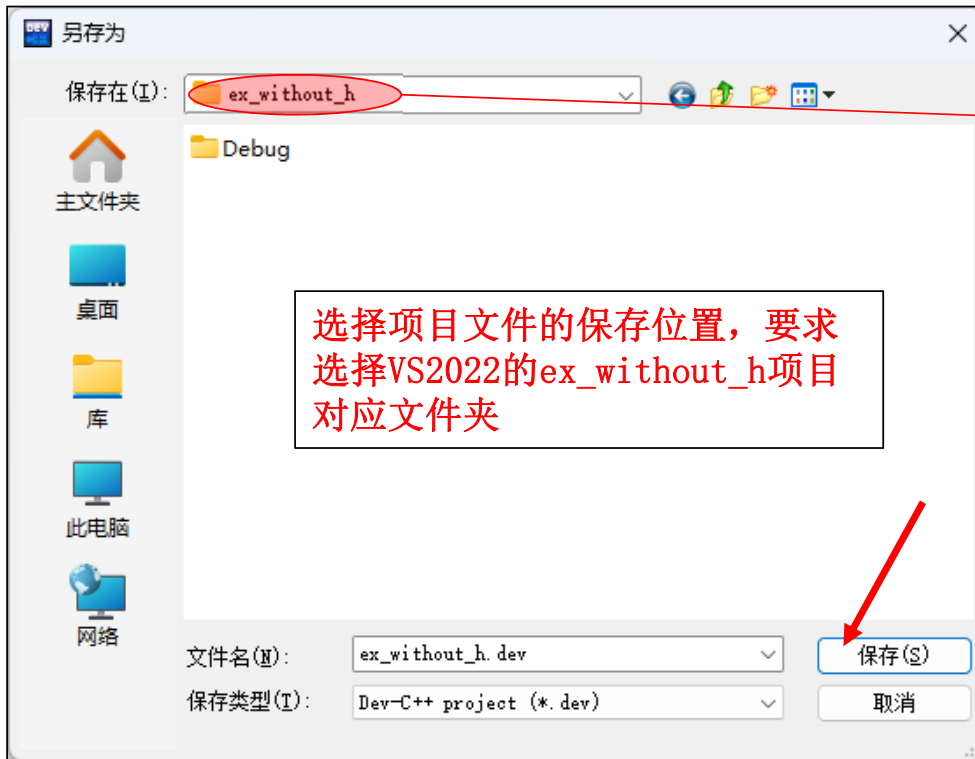 DEV
另存为
保存在(I):
ex_without_h
Debug
主文件夹
桌面
库
此电脑
网络
选择项目文件的保存位置，要求
选择VS2022的ex_without_h项目
对应文件夹
文件名(N):
ex_without_h.dev
保存(S)
保存类型(T):
Dev-C++ project (*.dev)
取消